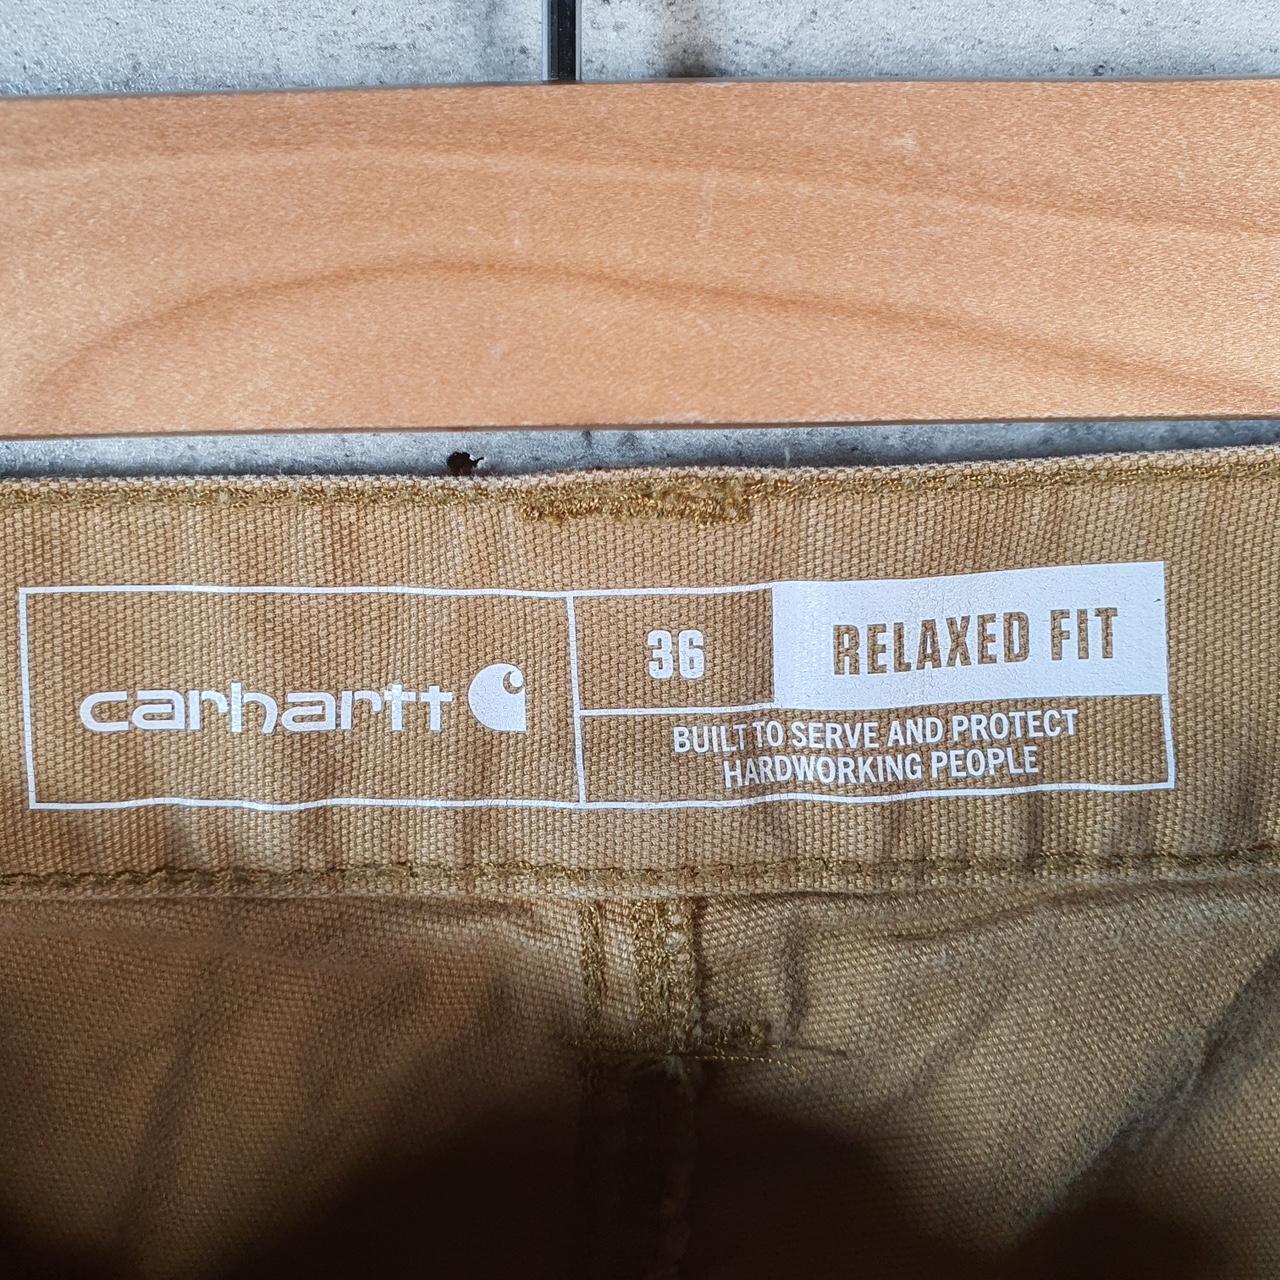 carhartt
36
RELAXED FIT
BUILT TO SERVE AND PROTECT
HARDWORKING PEOPLE